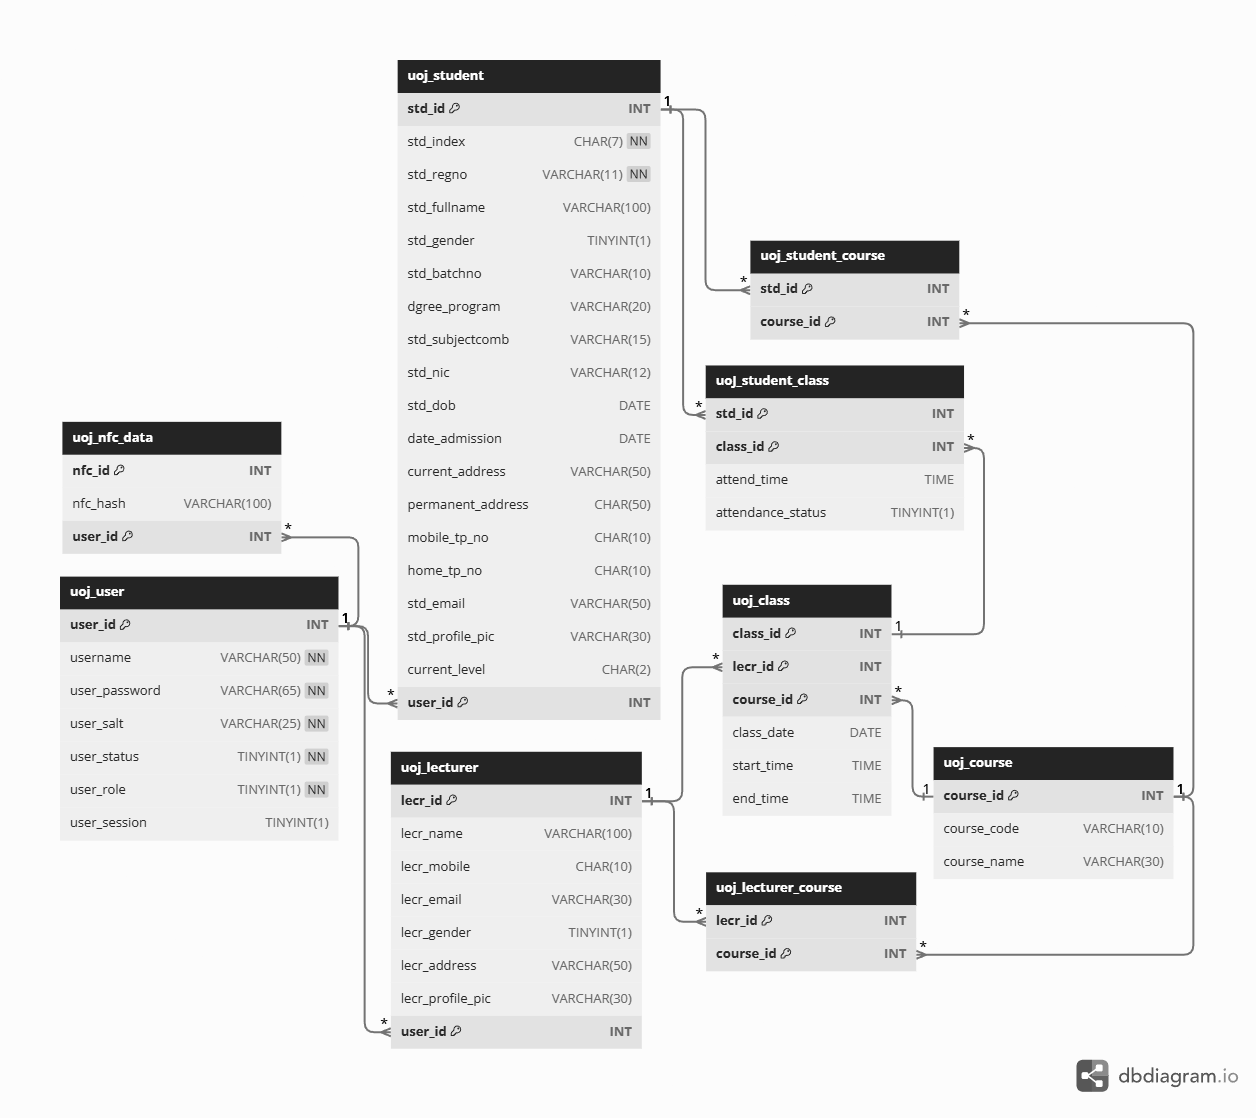 uoj_student
std_id INT
std_index CHAR(7) NN
std_regno VARCHAR(11) NN
std_fullname VARCHAR(100)
std_gender TINYINT(1)
std_batchno VARCHAR(10)
dgree_program VARCHAR(20)
std_subjectcomb VARCHAR(15)
std_nic VARCHAR(12)
std_dob DATE
date_admission DATE
current_address VARCHAR(50)
permanent_address CHAR(50)
mobile_tp_no CHAR(10)
home_tp_no CHAR(10)
std_email VARCHAR(50)
std_profile_pic VARCHAR(30)
current_level CHAR(2)
user_id INT
1
*
uoj_student_course
std_id INT
course_id INT
*
*
uoj_student_class
std_id INT
class_id INT
attend_time TIME
attendance_status TINYINT(1)
*
*
uoj_nfc_data
nfc_id INT
nfc_hash VARCHAR(100)
user_id INT
*
uoj_user
user_id INT
username VARCHAR(50) NN
user_password VARCHAR(65) NN
user_salt VARCHAR(25) NN
user_status TINYINT(1) NN
user_role TINYINT(1) NN
user_session TINYINT(1)
1
uoj_class
class_id INT
lecr_id INT
course_id INT
class_date DATE
start_time TIME
end_time TIME
1
*
*
uoj_lecturer
lecr_id INT
lecr_name VARCHAR(100)
lecr_mobile CHAR(10)
lecr_email VARCHAR(30)
lecr_gender TINYINT(1)
lecr_address VARCHAR(50)
lecr_profile_pic VARCHAR(30)
user_id INT
1
*
uoj_course
course_id INT
course_code VARCHAR(10)
course_name VARCHAR(30)
1
1
uoj_lecturer_course
lecr_id INT
course_id INT
*
*
dbdiagram.io